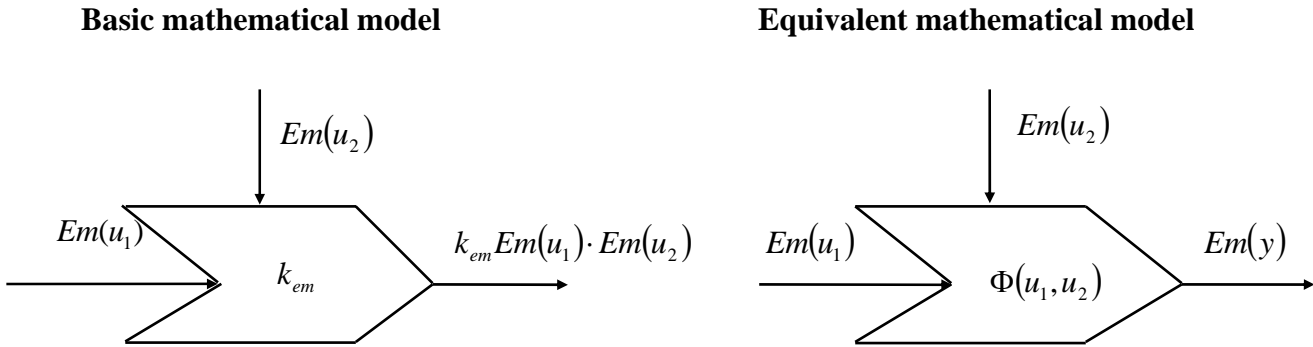 Basic mathematical model
Em(u₂)
Em(u₁)
k_em
k_em Em(u₁)·Em(u₂)
Equivalent mathematical model
Em(u₂)
Em(u₁)
Φ(u₁,u₂)
Em(y)